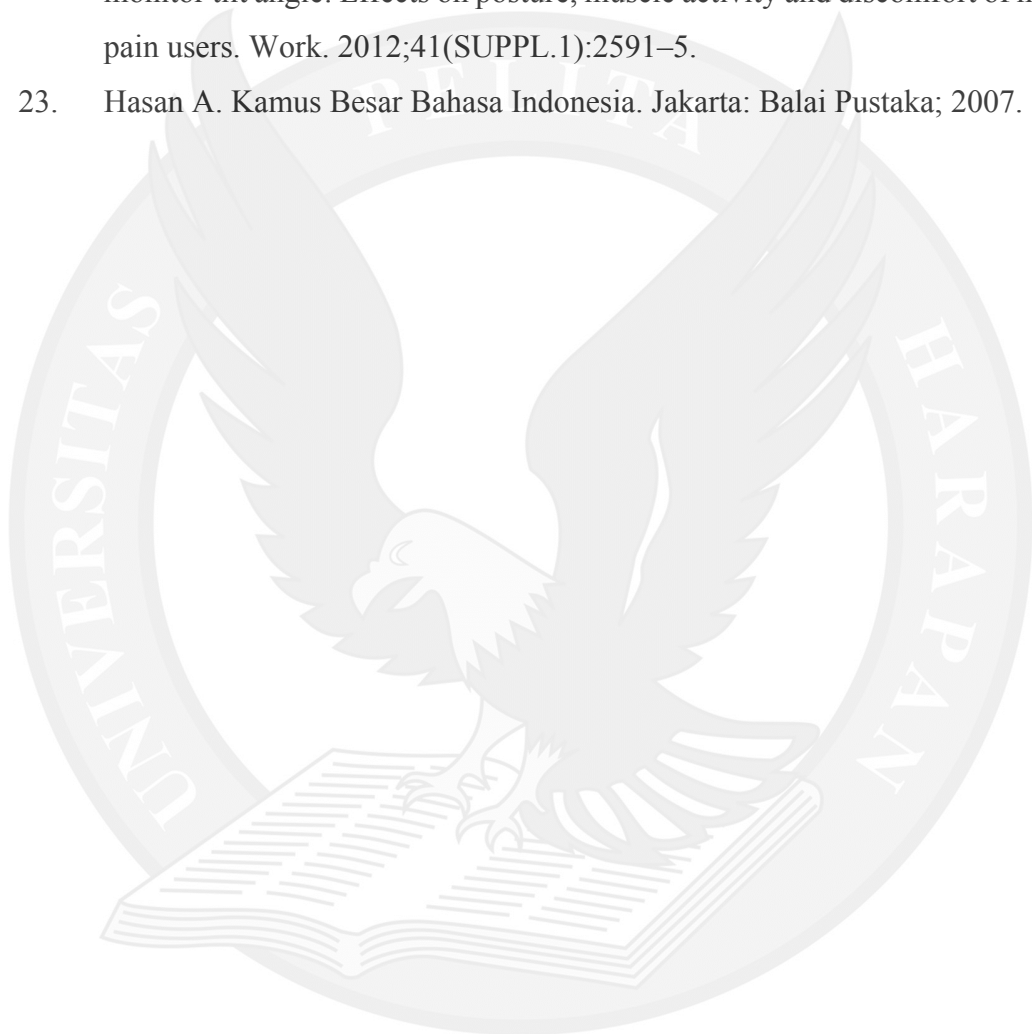 monitor tilt angle: Effects on posture, muscle activity and discomfort of
pain users. Work. 2012;41(SUPPL.1):2591–5.
23. Hasan A. Kamus Besar Bahasa Indonesia. Jakarta: Balai Pustaka; 2007.
UNIVERSITAS PELITA HARAPAN